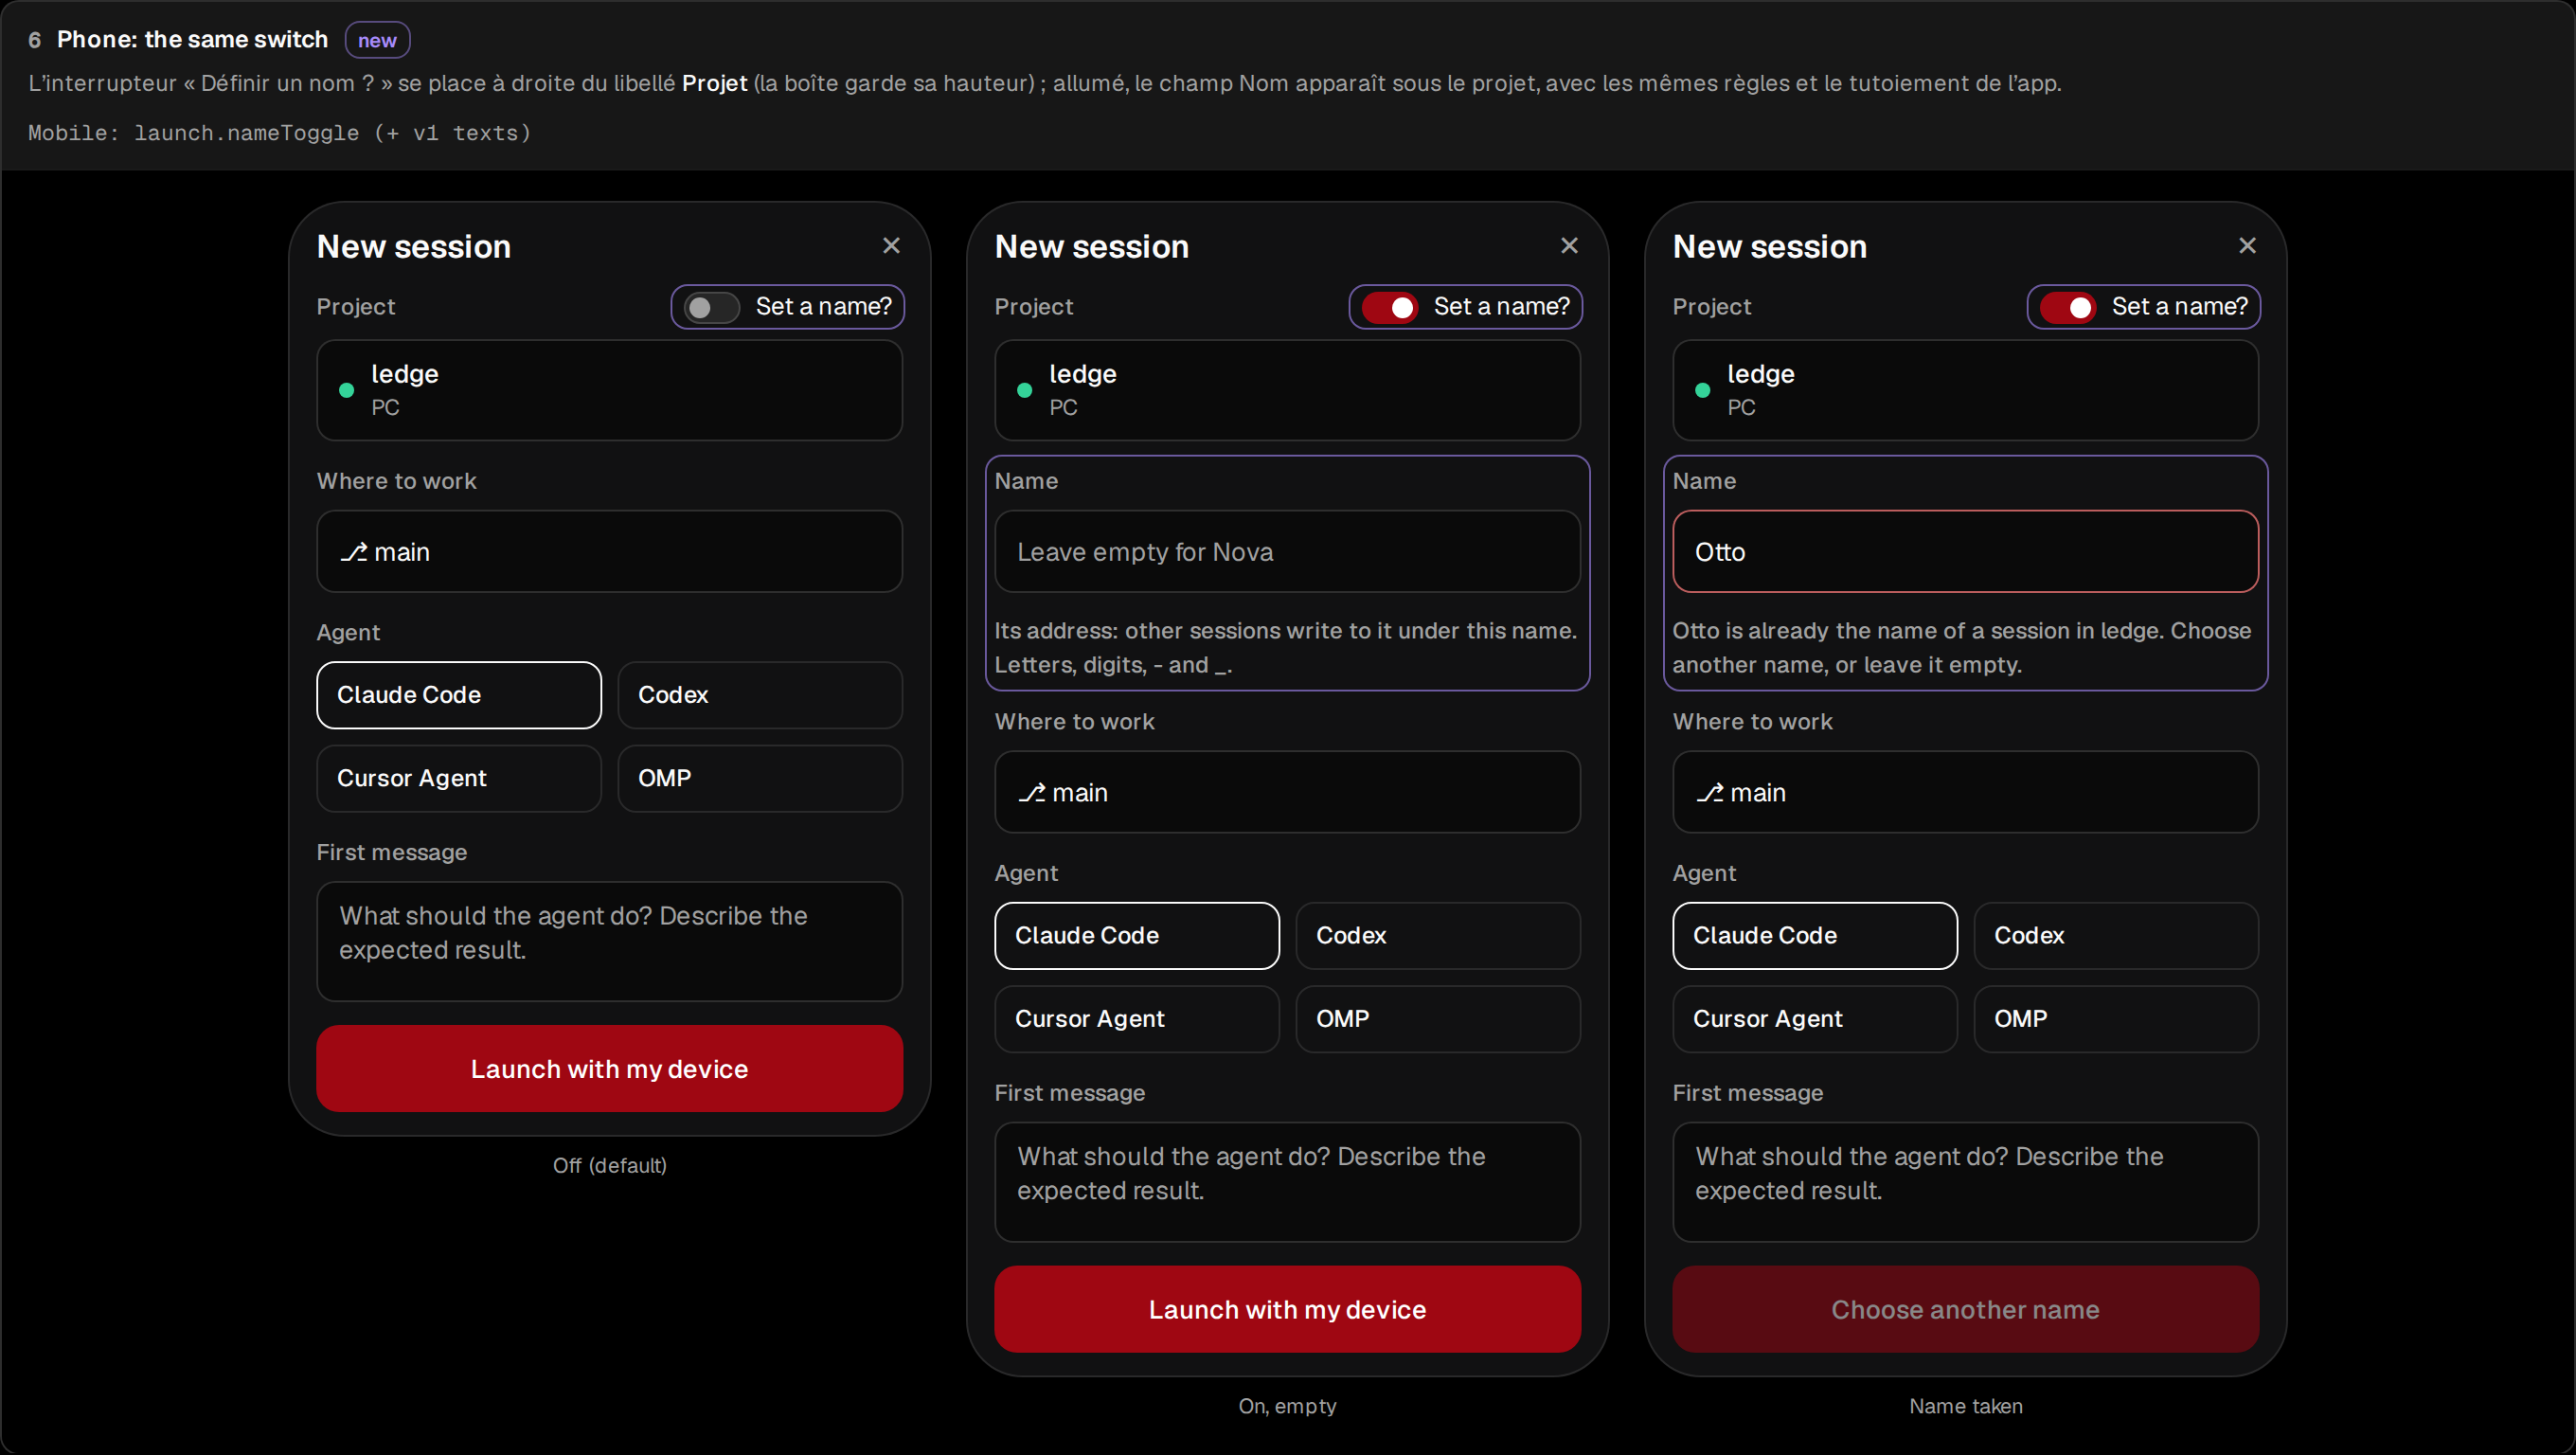 6 Phone: the same switch new
L'interrupteur « Définir un nom ? » se place à droite du libellé Projet (la boîte garde sa hauteur) ; allumé, le champ Nom apparaît sous le projet, avec les mêmes règles et le tutoiement de l'app.
Mobile: launch.nameToggle (+ v1 texts)
New session
Project
Set a name?
ledge
PC
Where to work
main
Agent
Claude Code
Codex
Cursor Agent
OMP
First message
What should the agent do? Describe the
expected result.
Launch with my device
Off (default)
New session
Project
Set a name?
ledge
PC
Name
Leave empty for Nova
Its address: other sessions write to it under this name.
Letters, digits, - and _.
Where to work
main
Agent
Claude Code
Codex
Cursor Agent
OMP
First message
What should the agent do? Describe the
expected result.
Launch with my device
On, empty
New session
Project
Set a name?
ledge
PC
Name
Otto
Otto is already the name of a session in ledge. Choose
another name, or leave it empty.
Where to work
main
Agent
Claude Code
Codex
Cursor Agent
OMP
First message
What should the agent do? Describe the
expected result.
Choose another name
Name taken